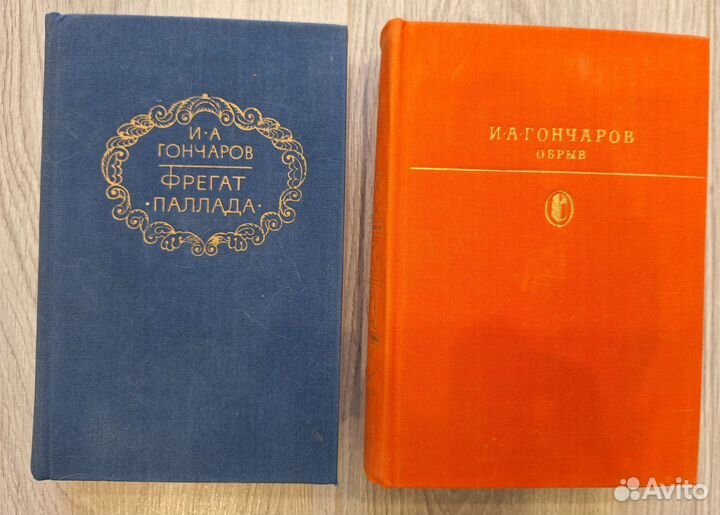 И·А
ГОНЧАРОВ
ФРЕГАТ
·ПАЛЛАДА·
И·А·ГОНЧАРОВ
ОБРЫВ
Avito